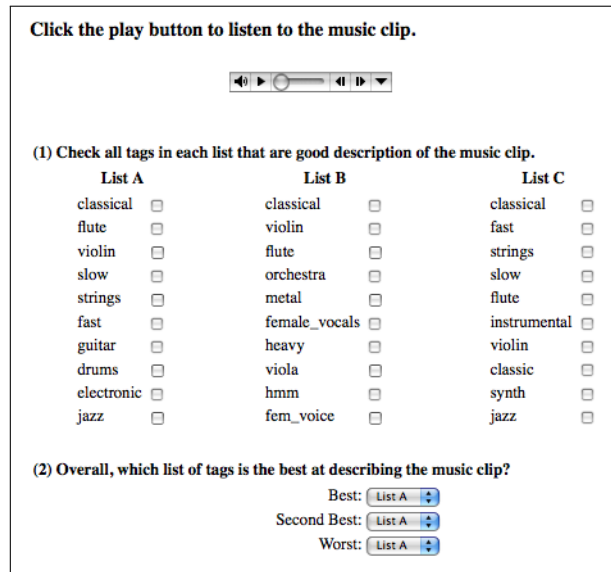 Click the play button to listen to the music clip.
(1) Check all tags in each list that are good description of the music clip.
List A List B List C
classical classical classical
flute violin fast
violin flute strings
slow orchestra slow
strings metal flute
fast female_vocals instrumental
guitar heavy violin
drums viola classic
electronic hmm synth
jazz fem_voice jazz
(2) Overall, which list of tags is the best at describing the music clip?
Best: List A
Second Best: List A
Worst: List A